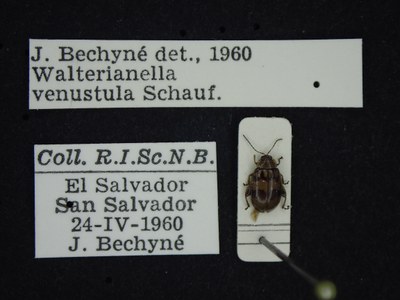 J. Bechyné det., 1960
Walterianella
venustula Schauf.
Coll. R.I.Sc.N.B.
El Salvador
San Salvador
24-IV-1960
J. Bechyné